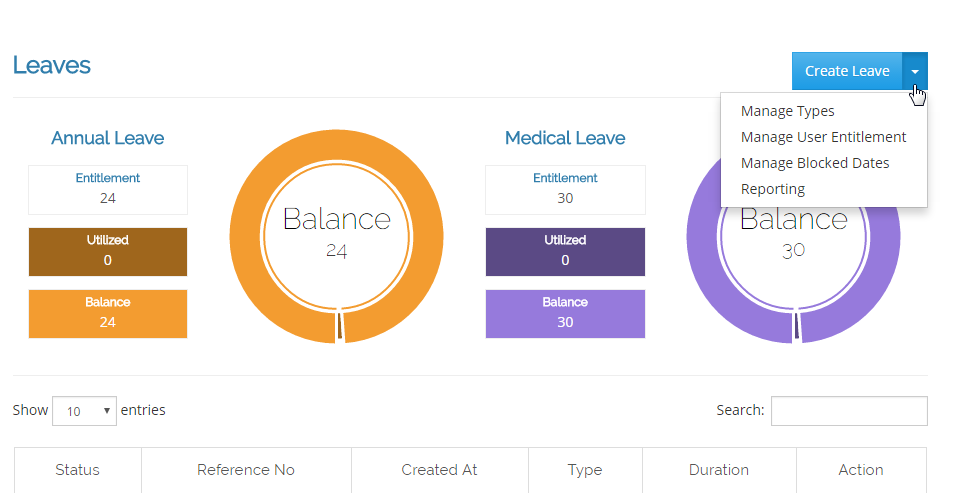 Leaves
Create Leave
Manage Types
Manage User Entitlement
Manage Blocked Dates
Reporting
Annual Leave
Entitlement
24
Utilized
0
Balance
24
Balance
24
Medical Leave
Entitlement
30
Utilized
0
Balance
30
Balance
30
Show 10 entries
Search:
Status Reference No Created At Type Duration Action